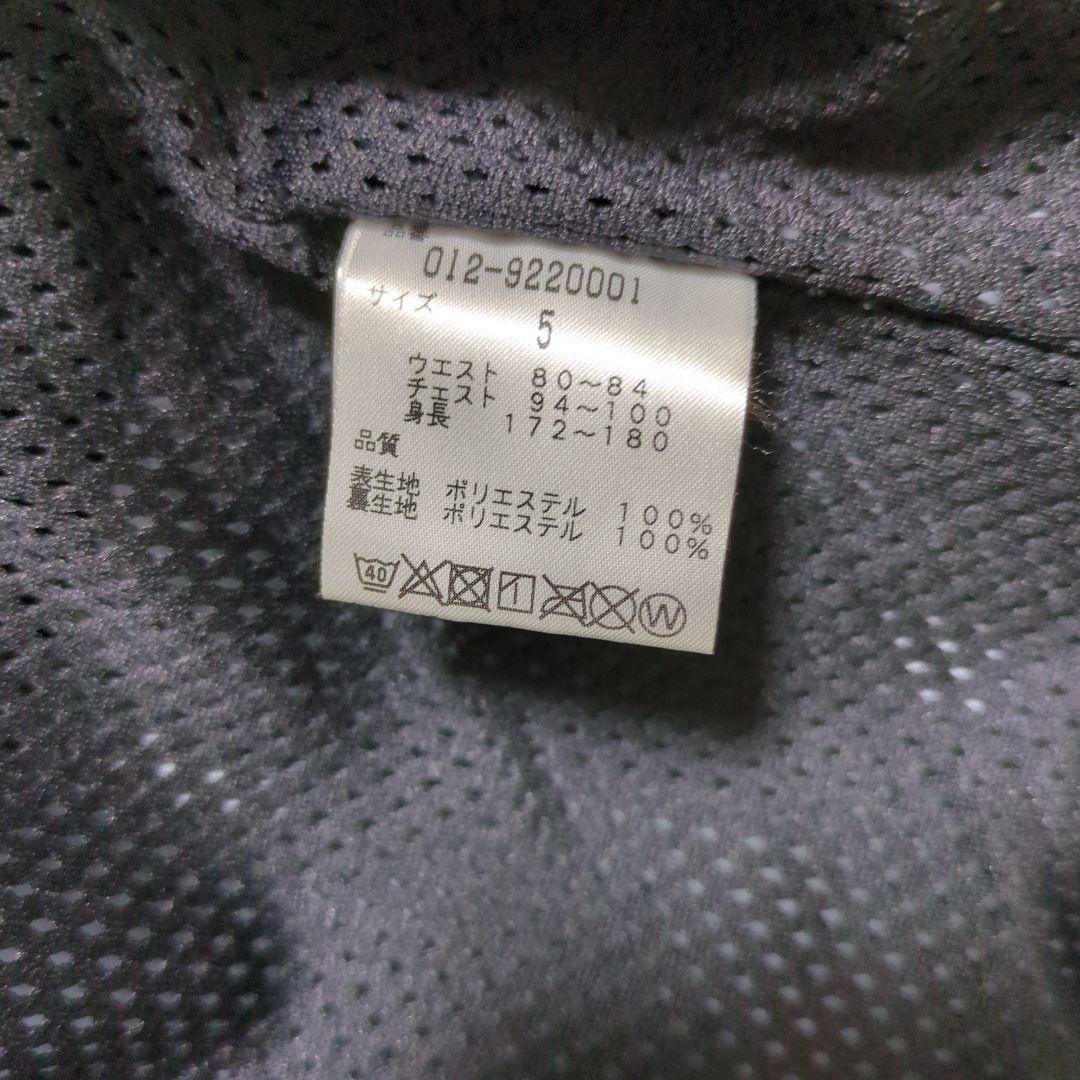 品番
012-9220001
サイズ
5
ウエスト 80～84
チェスト 94～100
身長 172～180
品質
表生地 ポリエステル 100%
裏生地 ポリエステル 100%
40
1
W